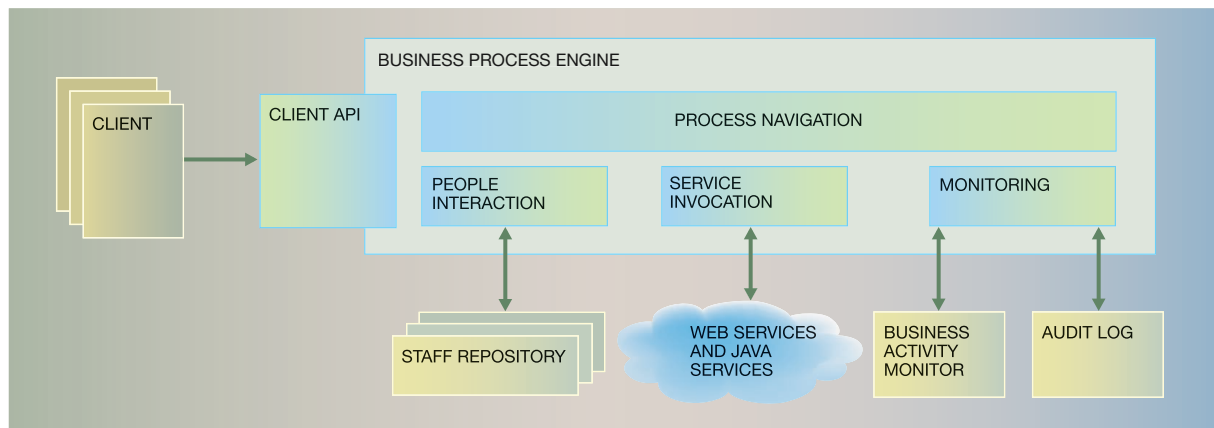 BUSINESS PROCESS ENGINE
CLIENT
CLIENT API
PROCESS NAVIGATION
PEOPLE
INTERACTION
SERVICE
INVOCATION
MONITORING
STAFF REPOSITORY
WEB SERVICES
AND JAVA
SERVICES
BUSINESS
ACTIVITY
MONITOR
AUDIT LOG